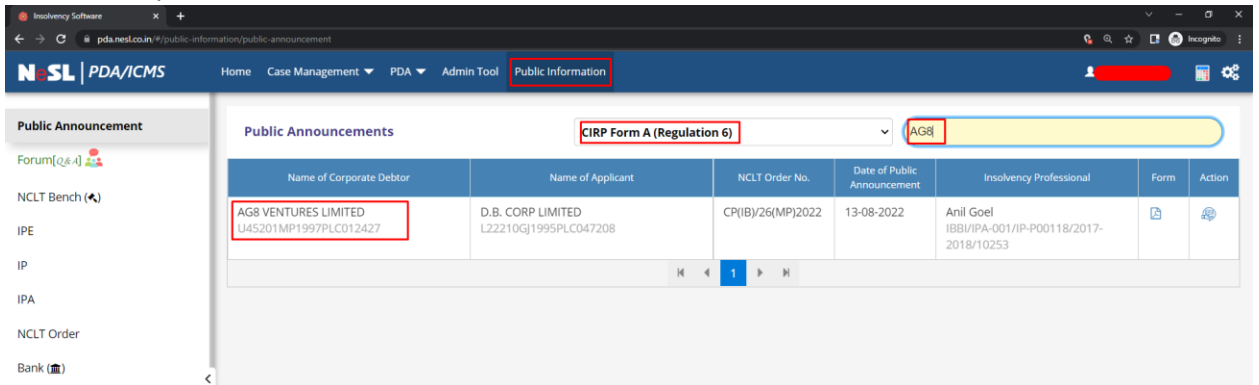 Insolvency Software
pda.nesl.co.in/#/public-information/public-announcement
Incognito
NeSL | PDA/ICMS
Home Case Management PDA Admin Tool Public Information
Public Announcement
Forum[Q&A]
NCLT Bench ( )
IPE
IP
IPA
NCLT Order
Bank ( )
Public Announcements
CIRP Form A (Regulation 6)
AG8
Name of Corporate Debtor Name of Applicant NCLT Order No. Date of Public Announcement Insolvency Professional Form Action
AG8 VENTURES LIMITED D.B. CORP LIMITED CP(IB)/26(MP)2022 13-08-2022 Anil Goel
U45201MP1997PLC012427 L22210GJ1995PLC047208 IBBI/IPA-001/IP-P00118/2017-
2018/10253
1